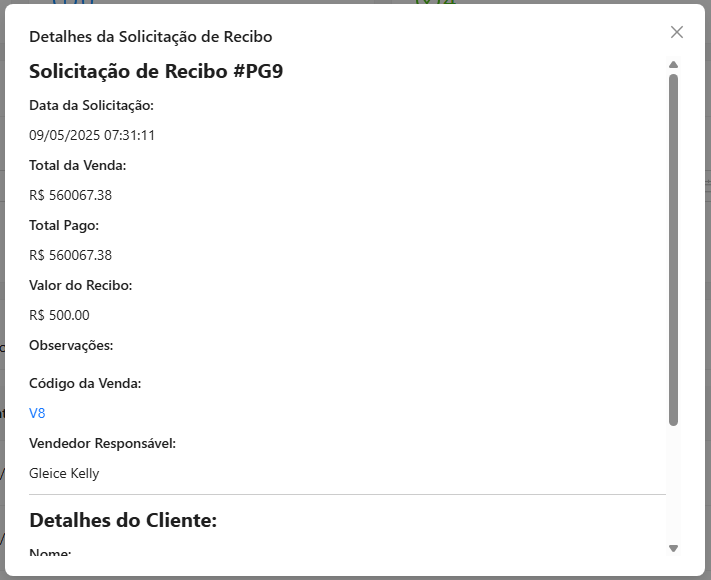 Detalhes da Solicitação de Recibo
Solicitação de Recibo #PG9
Data da Solicitação:
09/05/2025 07:31:11
Total da Venda:
R$ 560067.38
Total Pago:
R$ 560067.38
Valor do Recibo:
R$ 500.00
Observações:
Código da Venda:
V8
Vendedor Responsável:
Gleice Kelly
Detalhes do Cliente:
Nome: